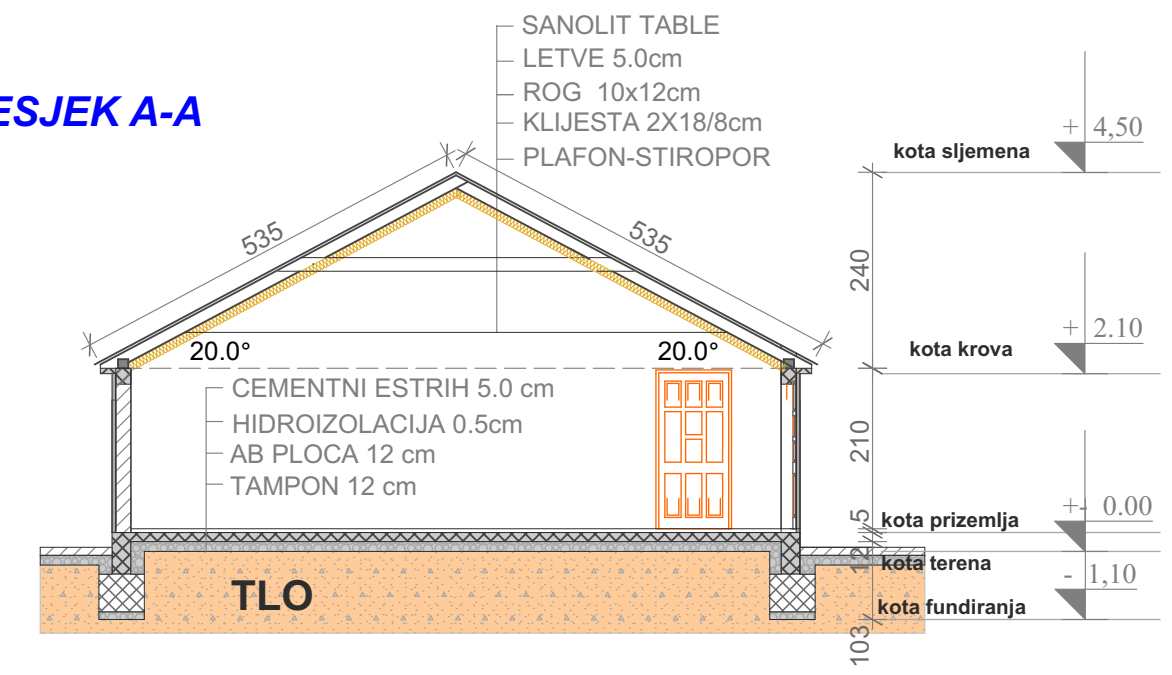 ESJEK A-A
SANOLIT TABLE
LETVE 5.0cm
ROG 10x12cm
KLIJESTA 2X18/8cm
PLAFON-STIROPOR
535
535
20.0°
20.0°
CEMENTNI ESTRIH 5.0 cm
HIDROIZOLACIJA 0.5cm
AB PLOCA 12 cm
TAMPON 12 cm
TLO
240
210
5
12
103
kota sljemena
+ 4,50
kota krova
+ 2.10
kota prizemlja
+- 0.00
kota terena
- 1,10
kota fundiranja